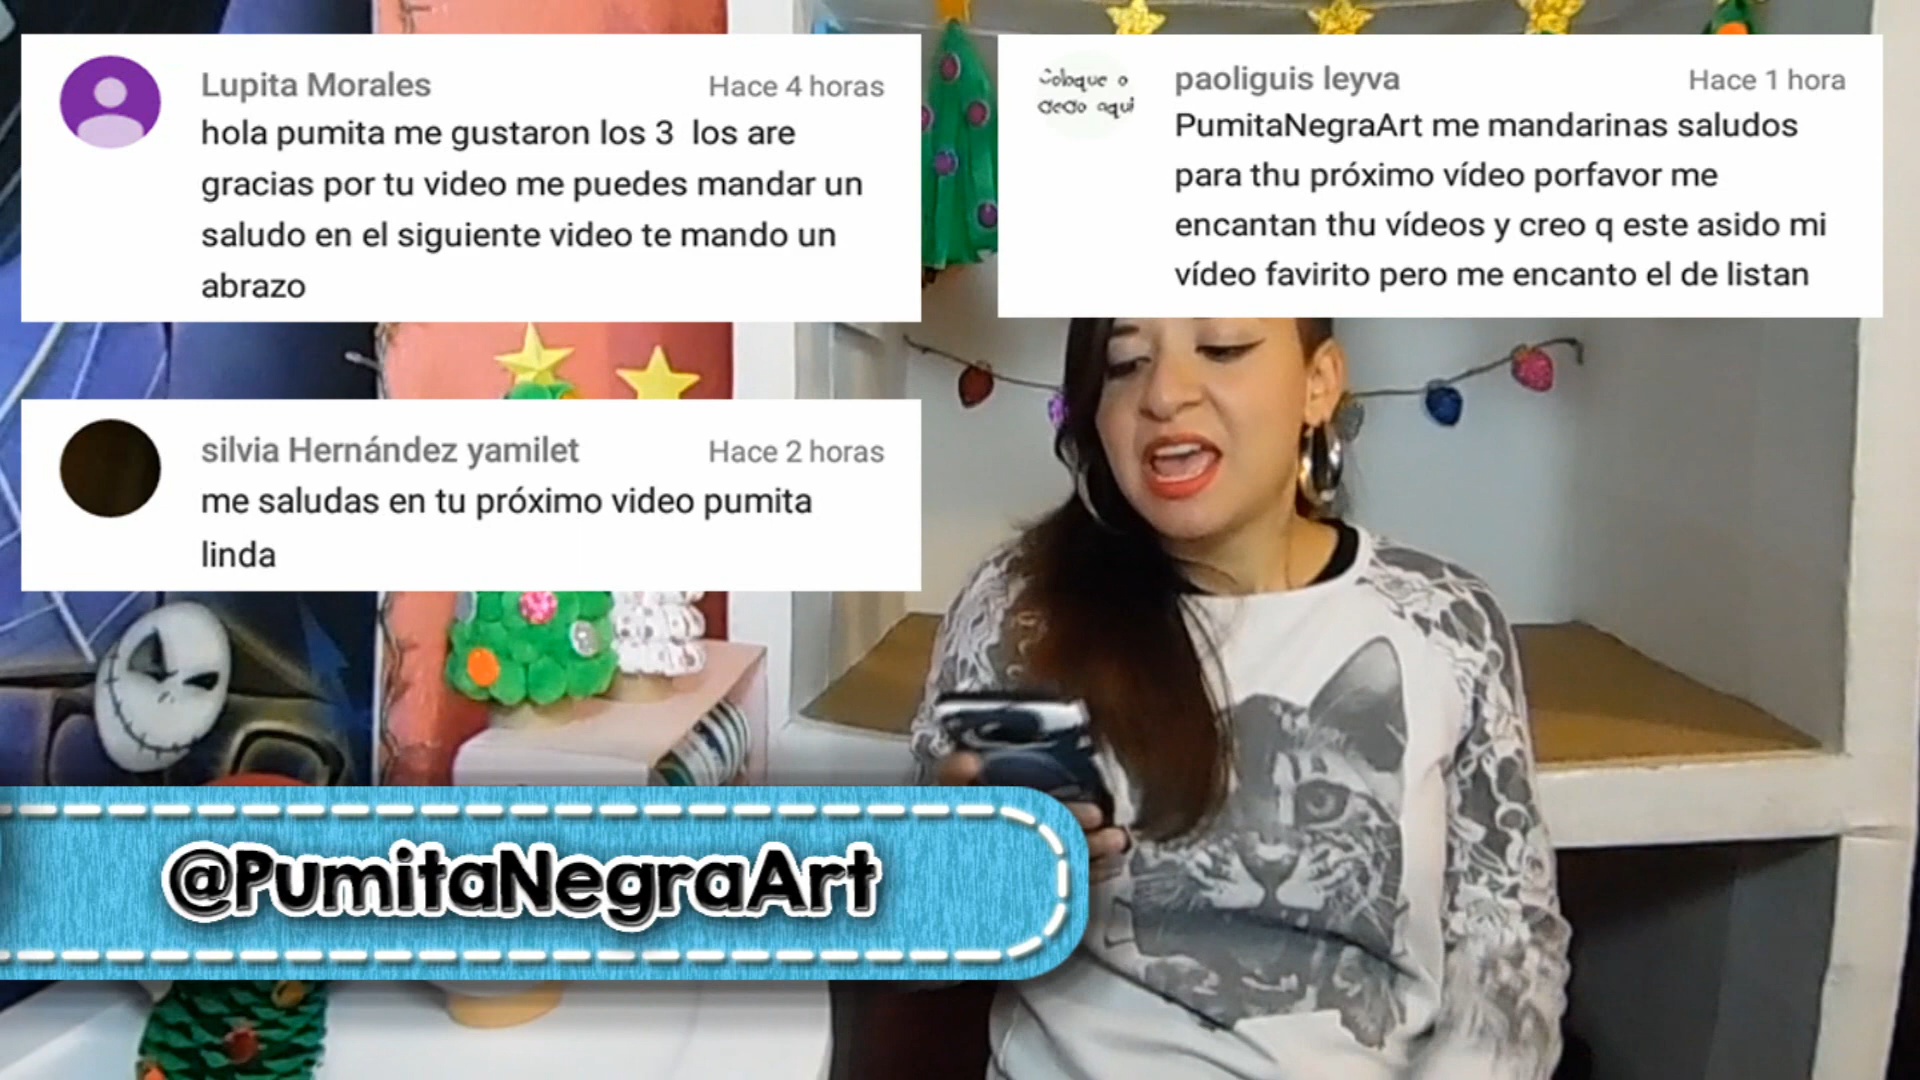 Lupita Morales
Hace 4 horas
hola pumita me gustaron los 3 los are
gracias por tu video me puedes mandar un
saludo en el siguiente video te mando un
abrazo
Coloque o
dedo aqui
paoliguis leyva
Hace 1 hora
PumitaNegraArt me mandarinas saludos
para thu próximo vídeo porfavor me
encantan thu vídeos y creo q este asido mi
vídeo favirito pero me encanto el de listan
silvia Hernández yamilet
Hace 2 horas
me saludas en tu próximo video pumita
linda
@PumitaNegraArt